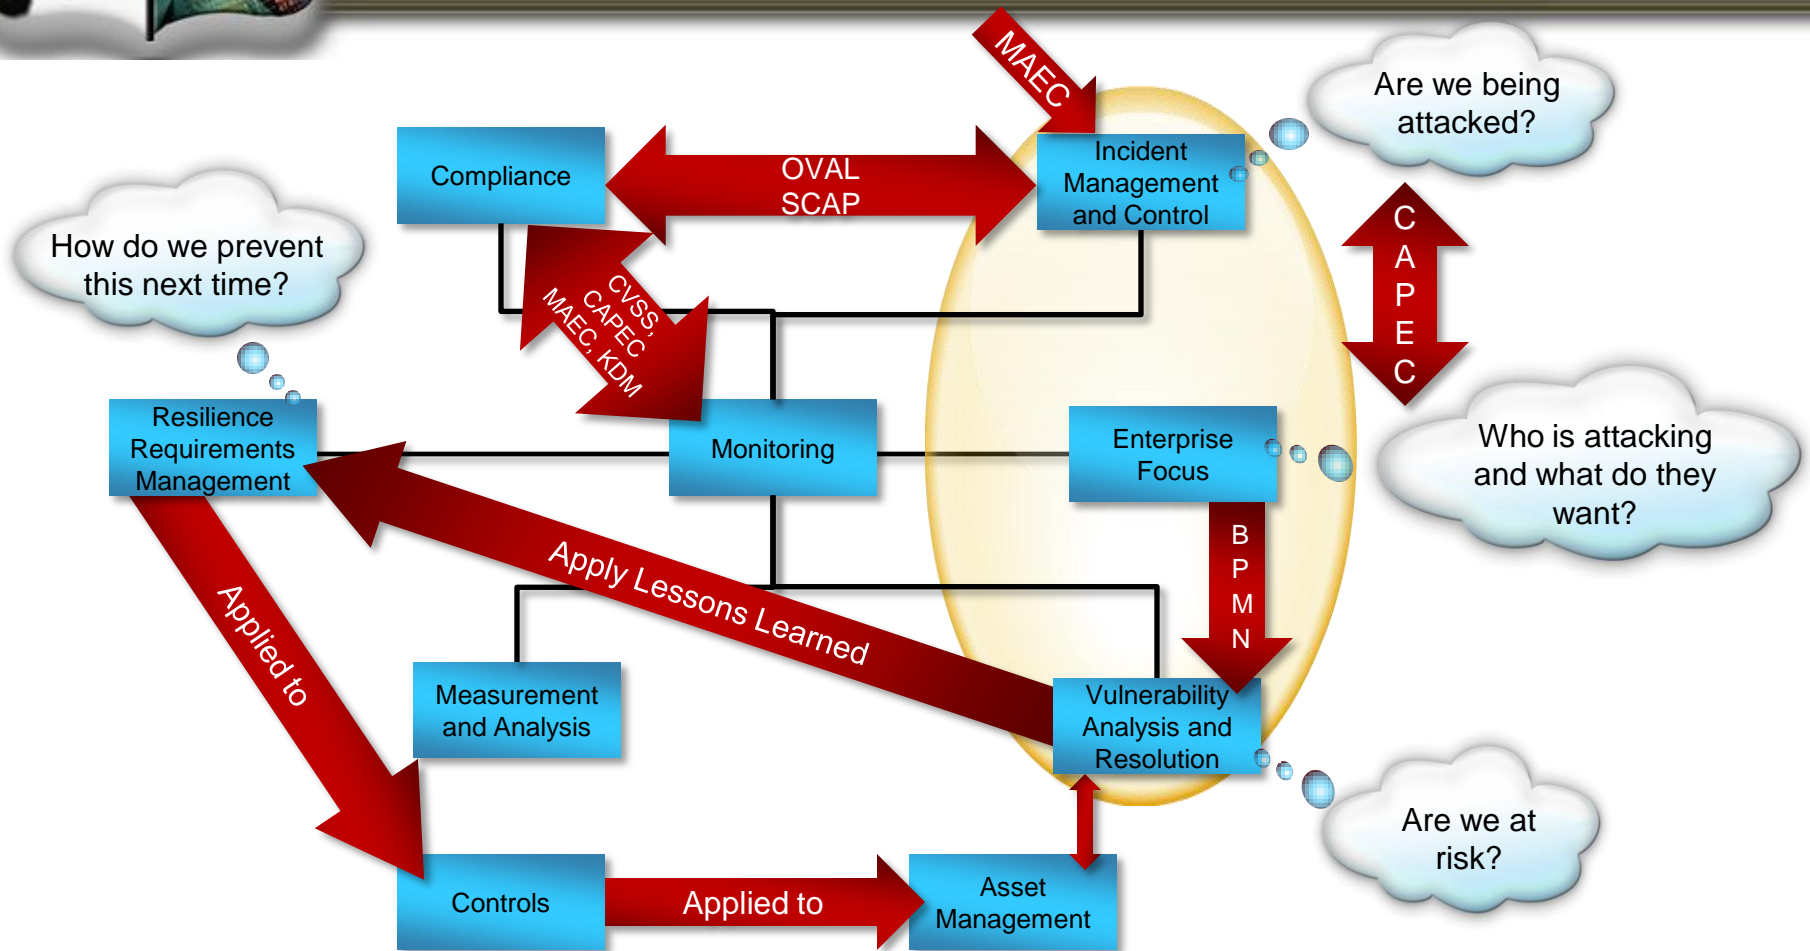 MAEC
Are we being
attacked?
Compliance
OVAL
SCAP
Incident
Management
and Control
How do we prevent
this next time?
CVSS,
CAPEC
MAEC, KDM
C
A
P
E
C
Resilience
Requirements
Management
Monitoring
Enterprise
Focus
Who is attacking
and what do they
want?
B
P
M
N
Apply Lessons Learned
Applied to
Measurement
and Analysis
Vulnerability
Analysis and
Resolution
Are we at
risk?
Controls
Applied to
Asset
Management